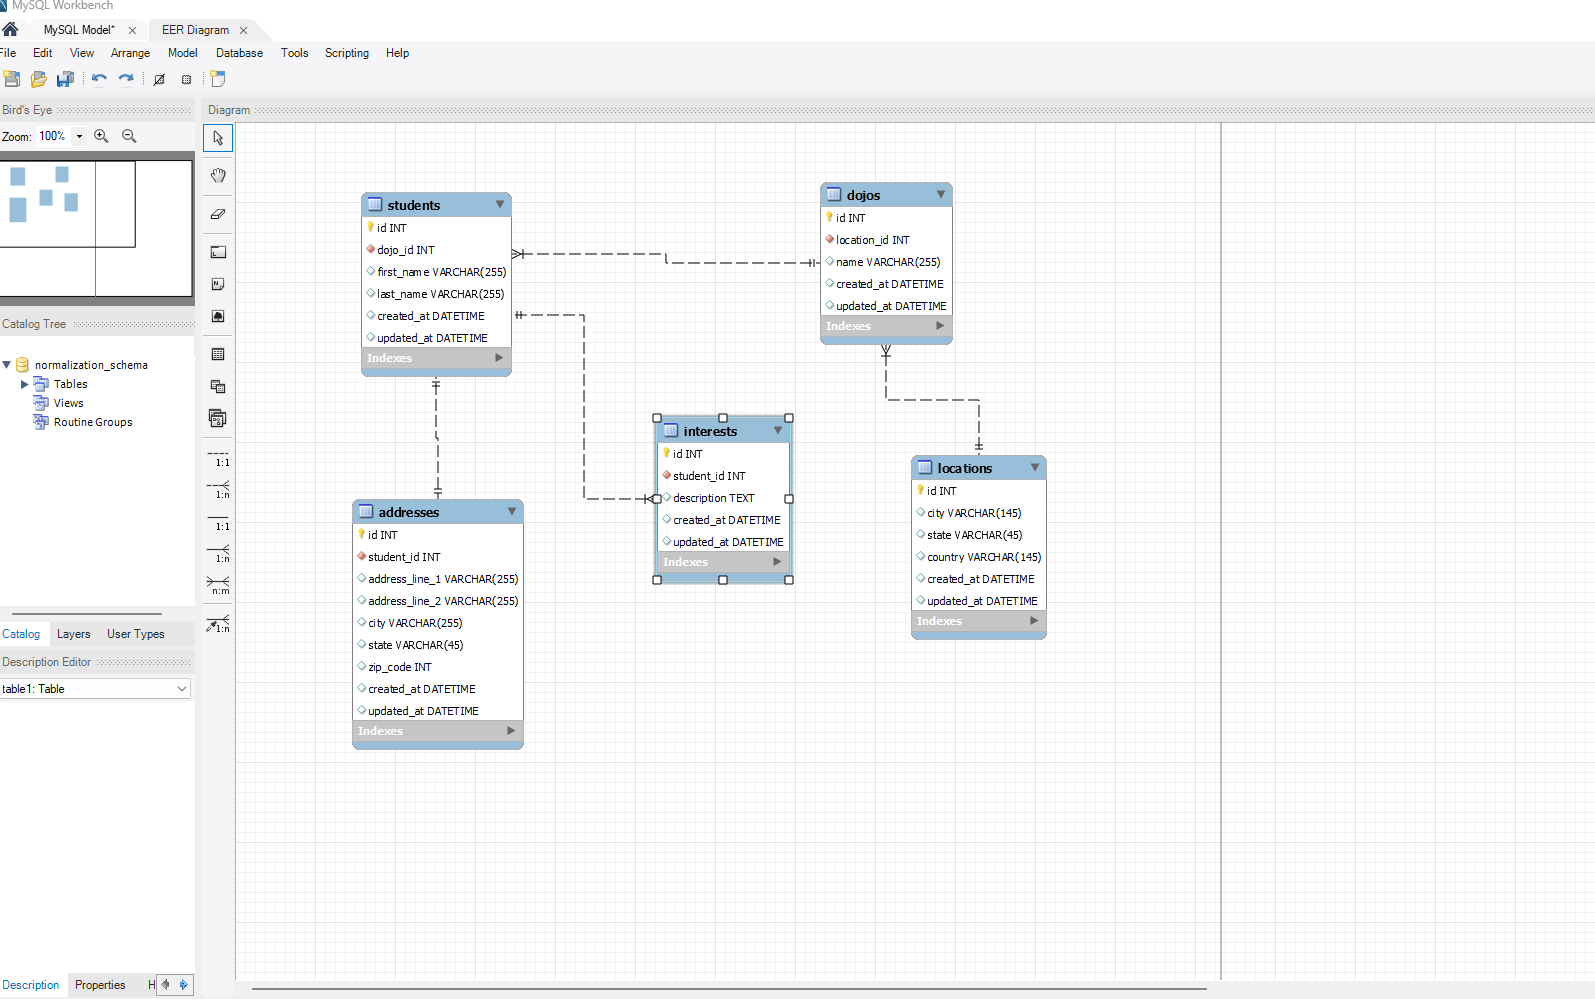 MySQL Workbench
MySQL Model*
EER Diagram
File Edit View Arrange Model Database Tools Scripting Help
Bird's Eye
Zoom: 100%
Catalog Tree
normalization_schema
Tables
Views
Routine Groups
Catalog Layers User Types
Description Editor
table1: Table
Description Properties H
Diagram
1:1
1:n
1:1
1:n
n:m
1:n
students
id INT
dojo_id INT
first_name VARCHAR(255)
last_name VARCHAR(255)
created_at DATETIME
updated_at DATETIME
Indexes
dojos
id INT
location_id INT
name VARCHAR(255)
created_at DATETIME
updated_at DATETIME
Indexes
interests
id INT
student_id INT
description TEXT
created_at DATETIME
updated_at DATETIME
Indexes
locations
id INT
city VARCHAR(145)
state VARCHAR(45)
country VARCHAR(145)
created_at DATETIME
updated_at DATETIME
Indexes
addresses
id INT
student_id INT
address_line_1 VARCHAR(255)
address_line_2 VARCHAR(255)
city VARCHAR(255)
state VARCHAR(45)
zip_code INT
created_at DATETIME
updated_at DATETIME
Indexes